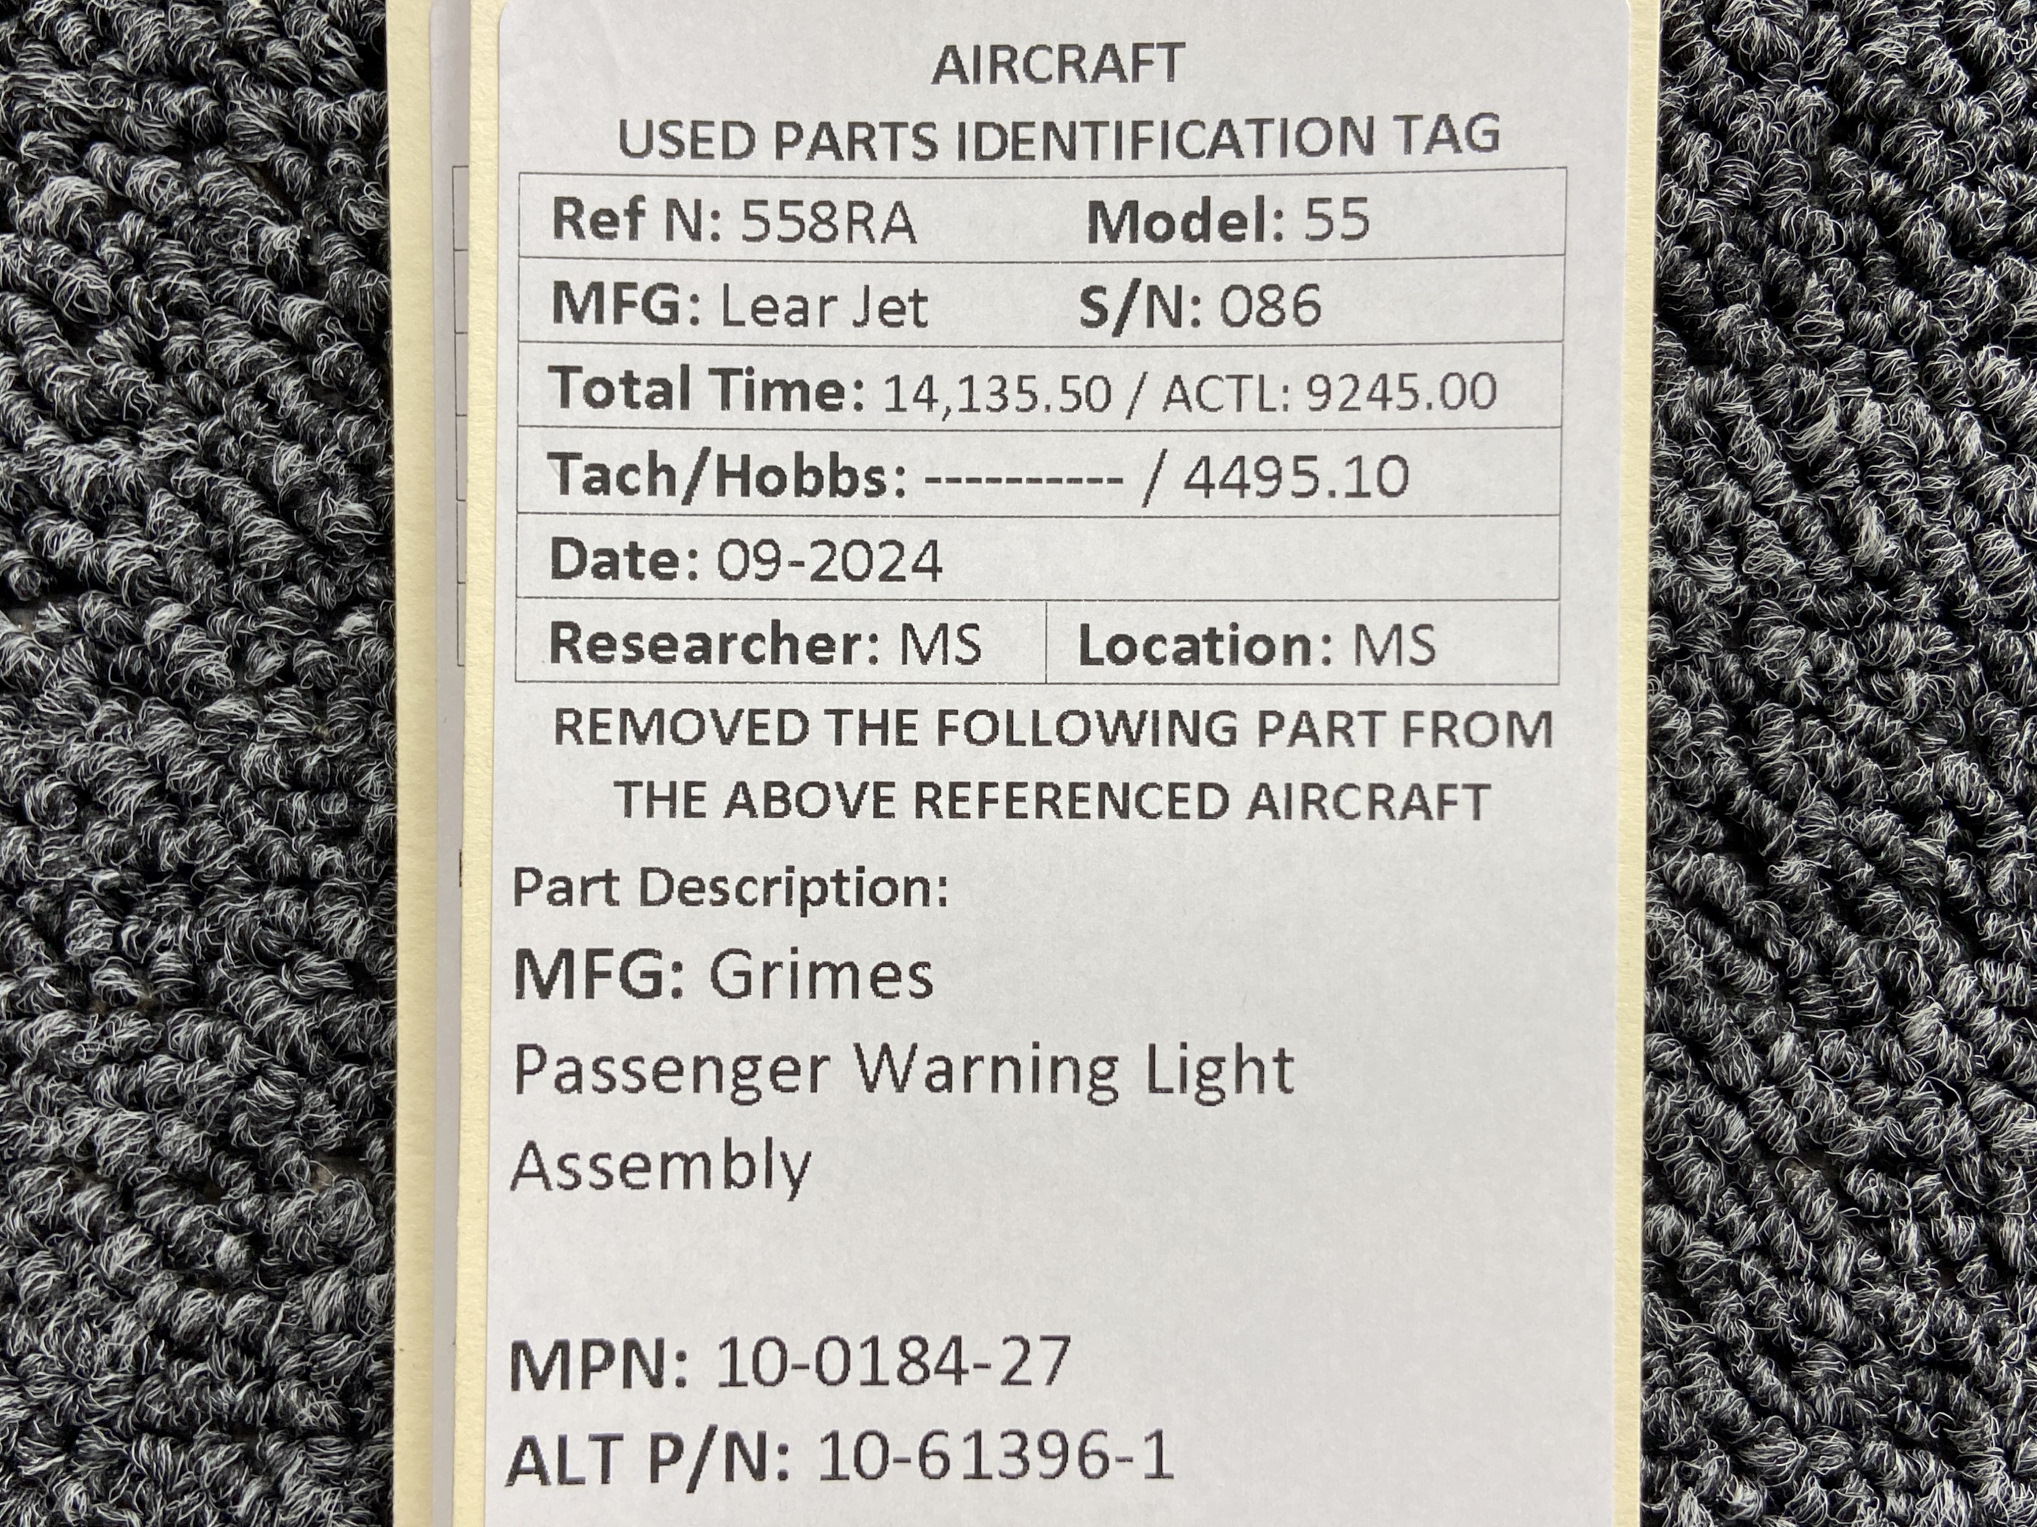 AIRCRAFT
USED PARTS IDENTIFICATION TAG
Ref N: 558RA Model: 55
MFG: Lear Jet S/N: 086
Total Time: 14,135.50 / ACTL: 9245.00
Tach/Hobbs: ---------- / 4495.10
Date: 09-2024
Researcher: MS Location: MS
REMOVED THE FOLLOWING PART FROM
THE ABOVE REFERENCED AIRCRAFT
Part Description:
MFG: Grimes
Passenger Warning Light
Assembly
MPN: 10-0184-27
ALT P/N: 10-61396-1